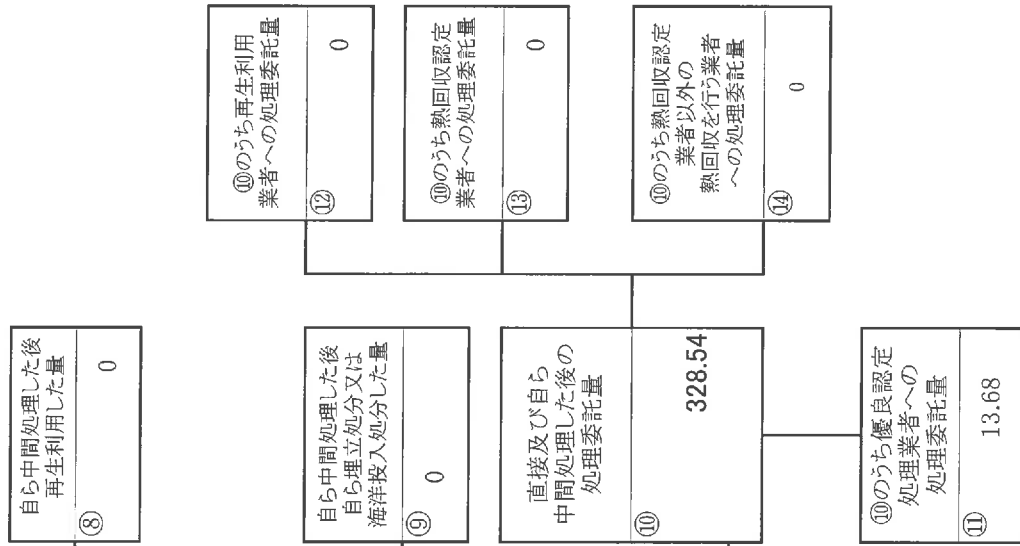 自ら中間処理した後
再生利用した量
⑧
0
自ら中間処理した後
自ら埋立処分又は
海洋投入処分した量
⑨
0
直接及び自ら
中間処理した後の
処理委託量
⑩
328.54
⑩のうち優良認定
処理業者への
処理委託量
⑪
13.68
⑩のうち再生利用
業者への処理委託量
⑫
0
⑩のうち熱回収認定
業者への処理委託量
⑬
0
⑩のうち熱回収認定
業者以外の
熱回収を行う業者
への処理委託量
⑭
0